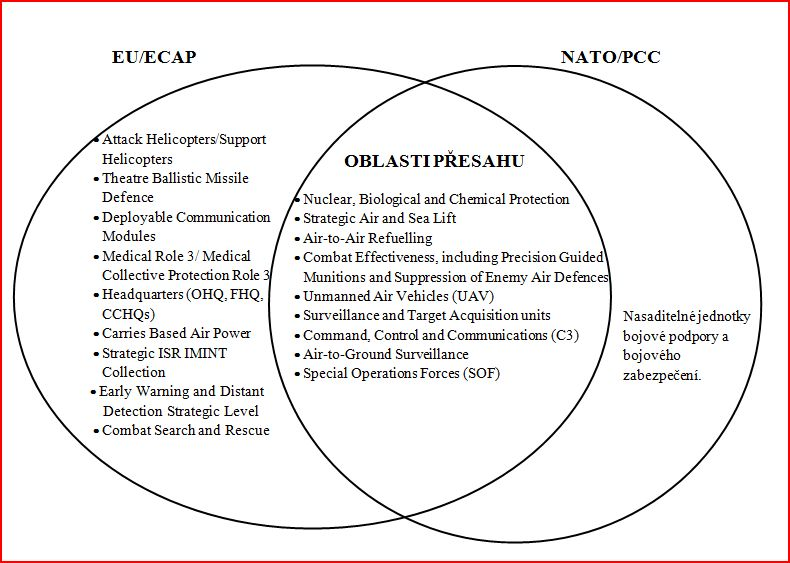 EU/ECAP
NATO/PCC
• Attack Helicopters/Support
Helicopters
• Theatre Ballistic Missile
Defence
• Deployable Communication
Modules
• Medical Role 3/ Medical
Collective Protection Role 3
• Headquarters (OHQ, FHQ,
CCHQs)
• Carries Based Air Power
• Strategic ISR IMINT
Collection
• Early Warning and Distant
Detection Strategic Level
• Combat Search and Rescue
OBLASTI PŘESAHU
• Nuclear, Biological and Chemical Protection
• Strategic Air and Sea Lift
• Air-to-Air Refuelling
• Combat Effectiveness, including Precision Guided
Munitions and Suppression of Enemy Air Defences
• Unmanned Air Vehicles (UAV)
• Surveillance and Target Acquisition units
• Command, Control and Communications (C3)
• Air-to-Ground Surveillance
• Special Operations Forces (SOF)
Nasaditelné jednotky
bojové podpory a
bojového
zabezpečení.